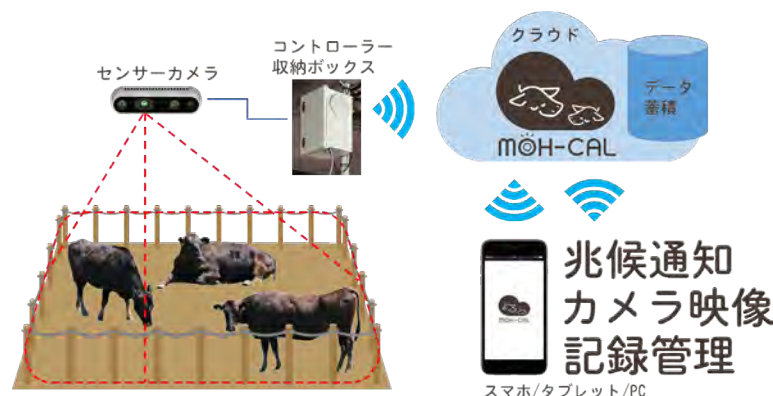 センサーカメラ
コントローラー
収納ボックス
クラウド
データ
蓄積
MÖH-CAL
MÖH-CAL
兆候通知
カメラ映像
記録管理
スマホ/タブレット/PC